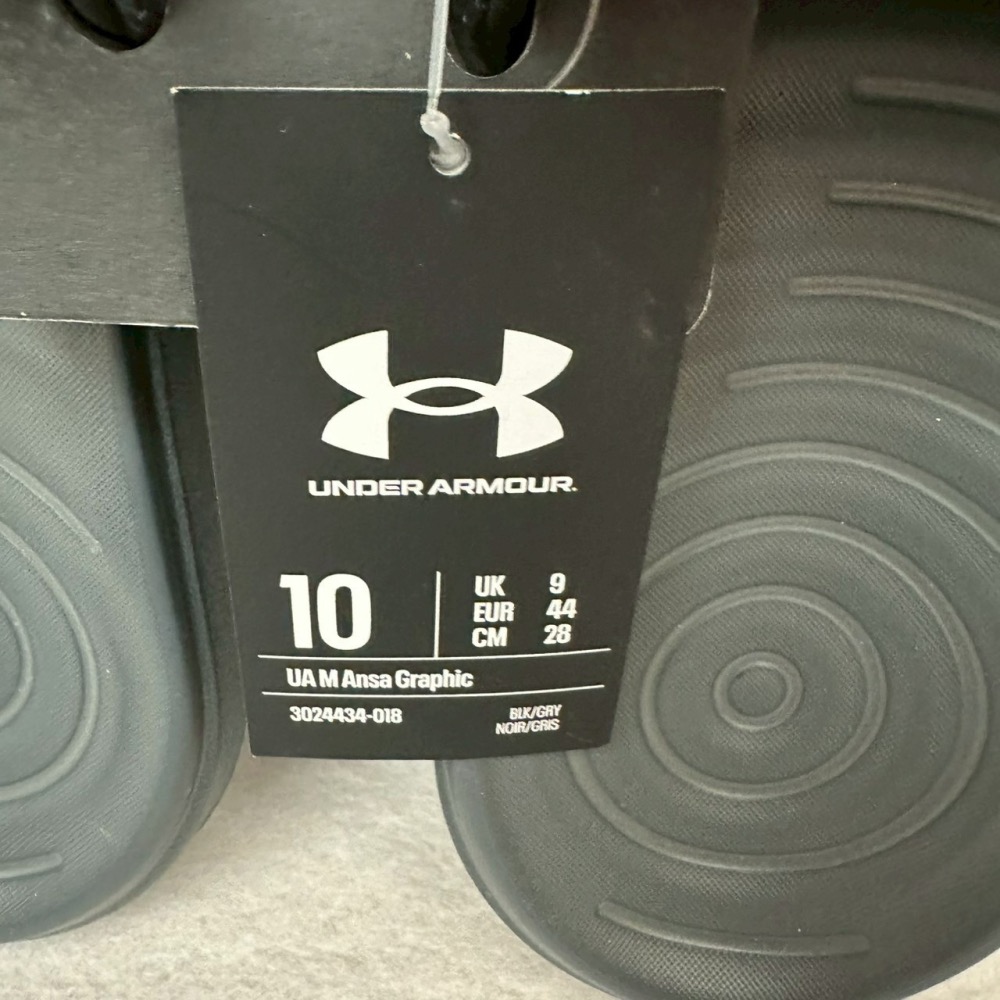 UNDER ARMOUR.
10
UK 9
EUR 44
CM 28
UA M Ansa Graphic
3024434-018
BLK/GRY
NOIR/GRIS